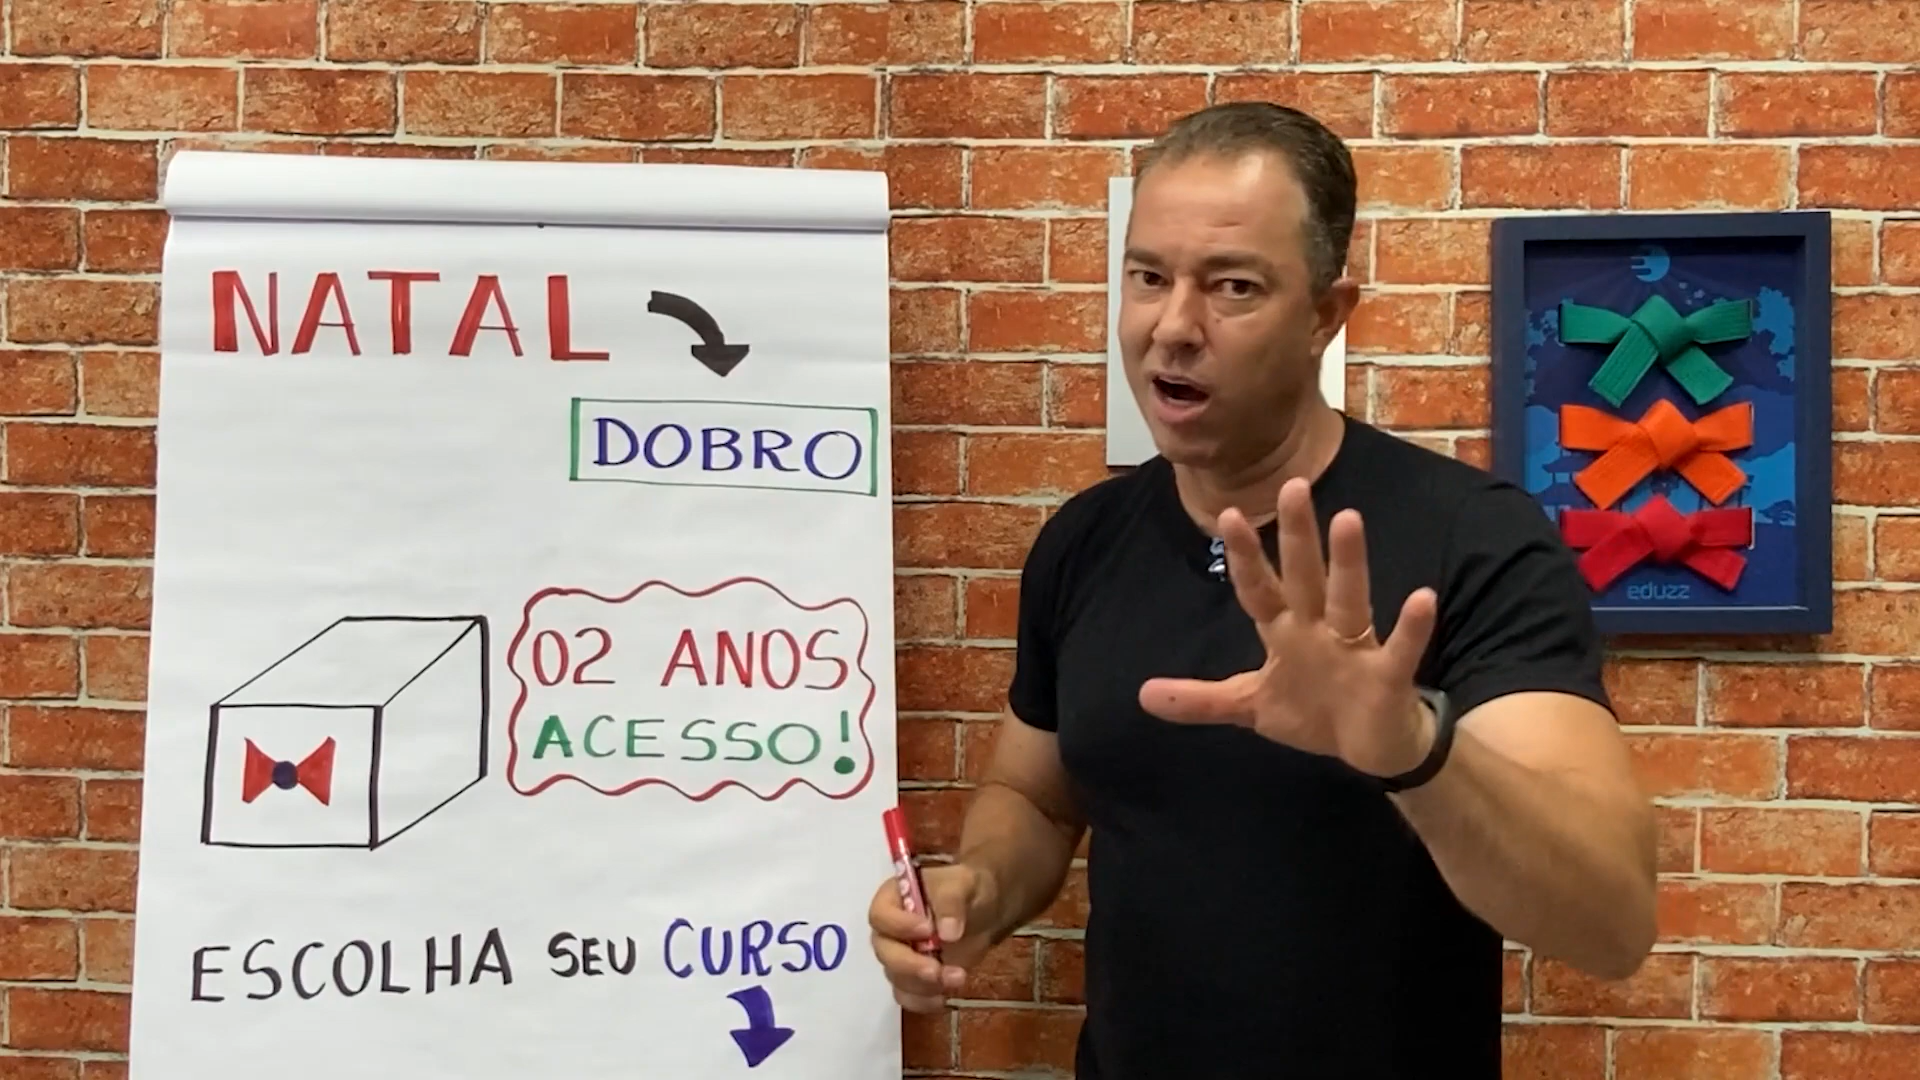 NATAL
DOBRO
02 ANOS
ACESSO!
ESCOLHA SEU CURSO
eduzz